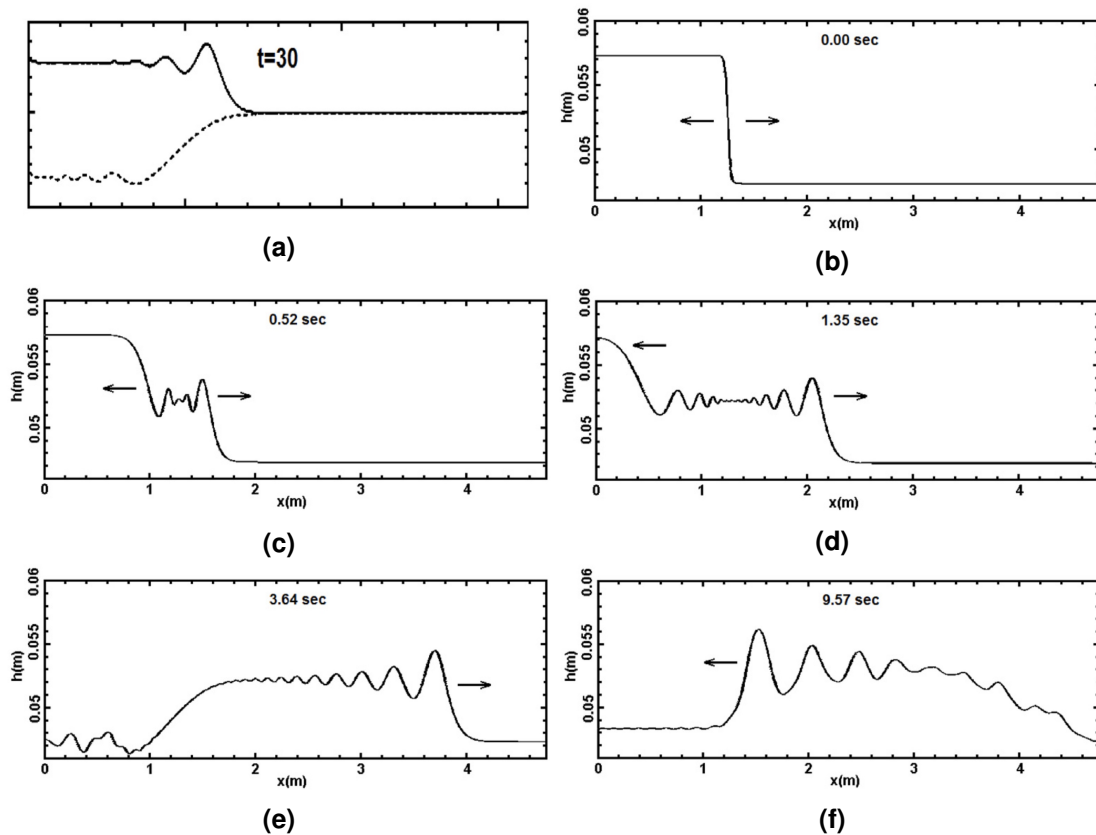 t=30
(a)
0.00 sec
h(m)
0.06
0.055
0.05
0 1 2 3 4
x(m)
(b)
0.52 sec
h(m)
0.06
0.055
0.05
0 1 2 3 4
x(m)
(c)
1.35 sec
h(m)
0.06
0.055
0.05
0 1 2 3 4
x(m)
(d)
3.64 sec
h(m)
0.06
0.055
0.05
0 1 2 3 4
x(m)
(e)
9.57 sec
h(m)
0.06
0.055
0.05
0 1 2 3 4
x(m)
(f)